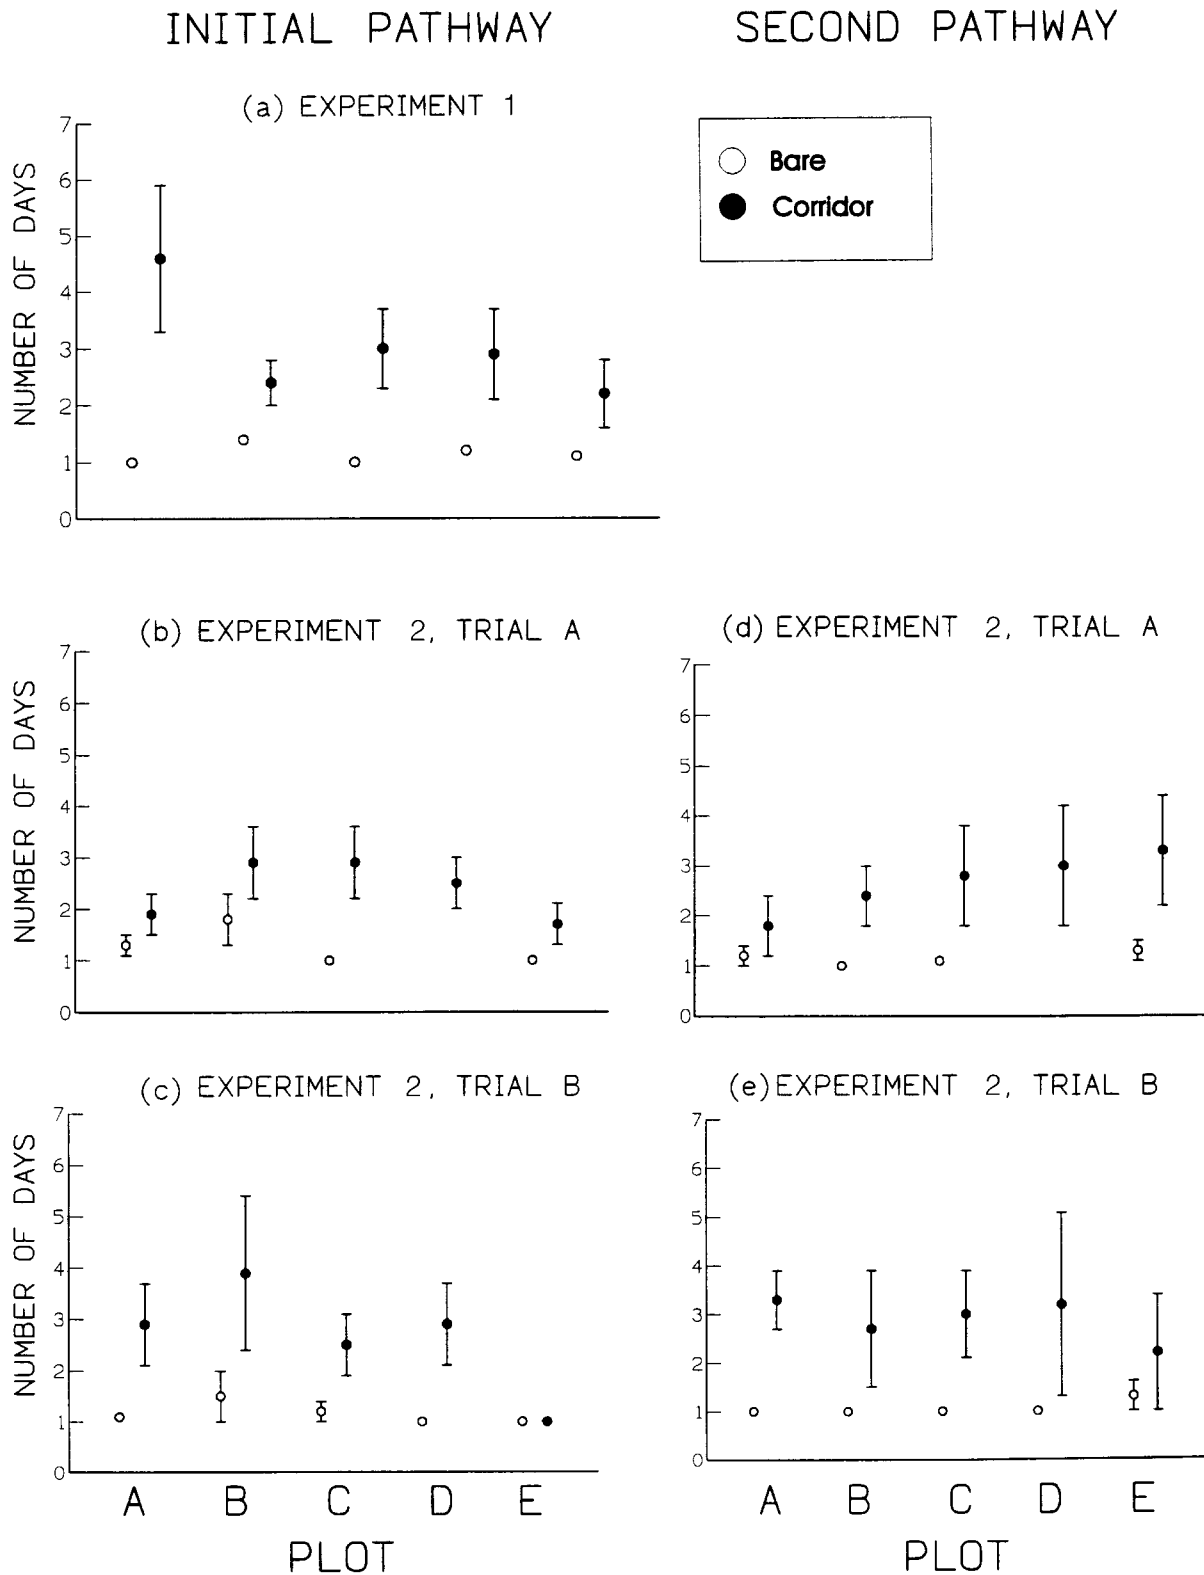 INITIAL PATHWAY
SECOND PATHWAY
(a) EXPERIMENT 1
NUMBER OF DAYS
7
6
5
4
3
2
1
0
Bare
Corridor
(b) EXPERIMENT 2, TRIAL A
NUMBER OF DAYS
7
6
5
4
3
2
1
0
(d) EXPERIMENT 2, TRIAL A
7
6
5
4
3
2
1
0
(c) EXPERIMENT 2, TRIAL B
NUMBER OF DAYS
7
6
5
4
3
2
1
0
A B C D E
PLOT
(e) EXPERIMENT 2, TRIAL B
7
6
5
4
3
2
1
0
A B C D E
PLOT